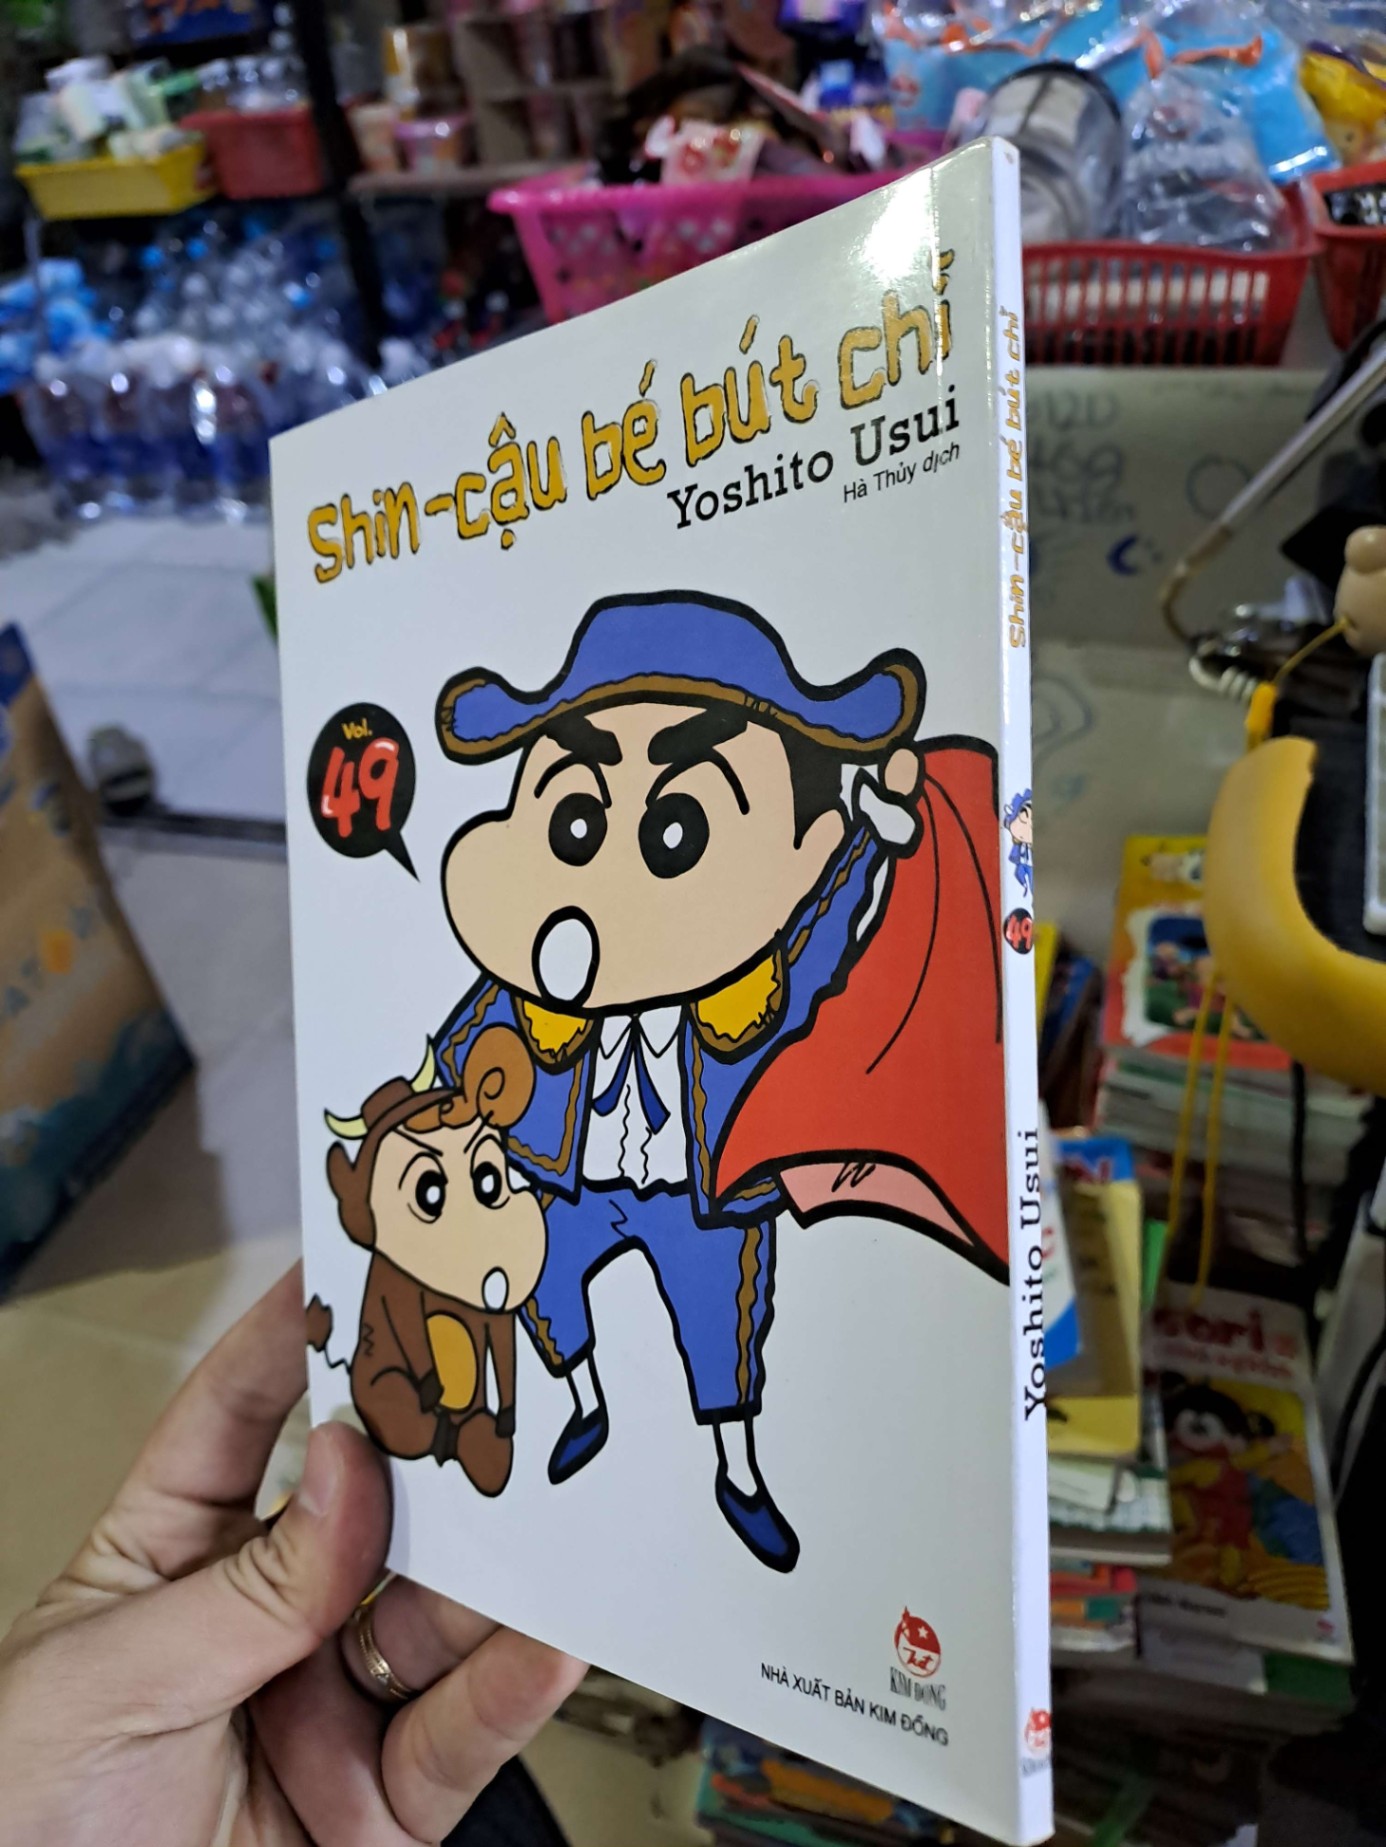 Shin-cậu bé bút chì
Yoshito Usui
Hà Thủy dịch
Vol.
49
KIM ĐỒNG
NHÀ XUẤT BẢN KIM ĐỒNG
Shin-cậu bé bút chì
49
Yoshito Usui